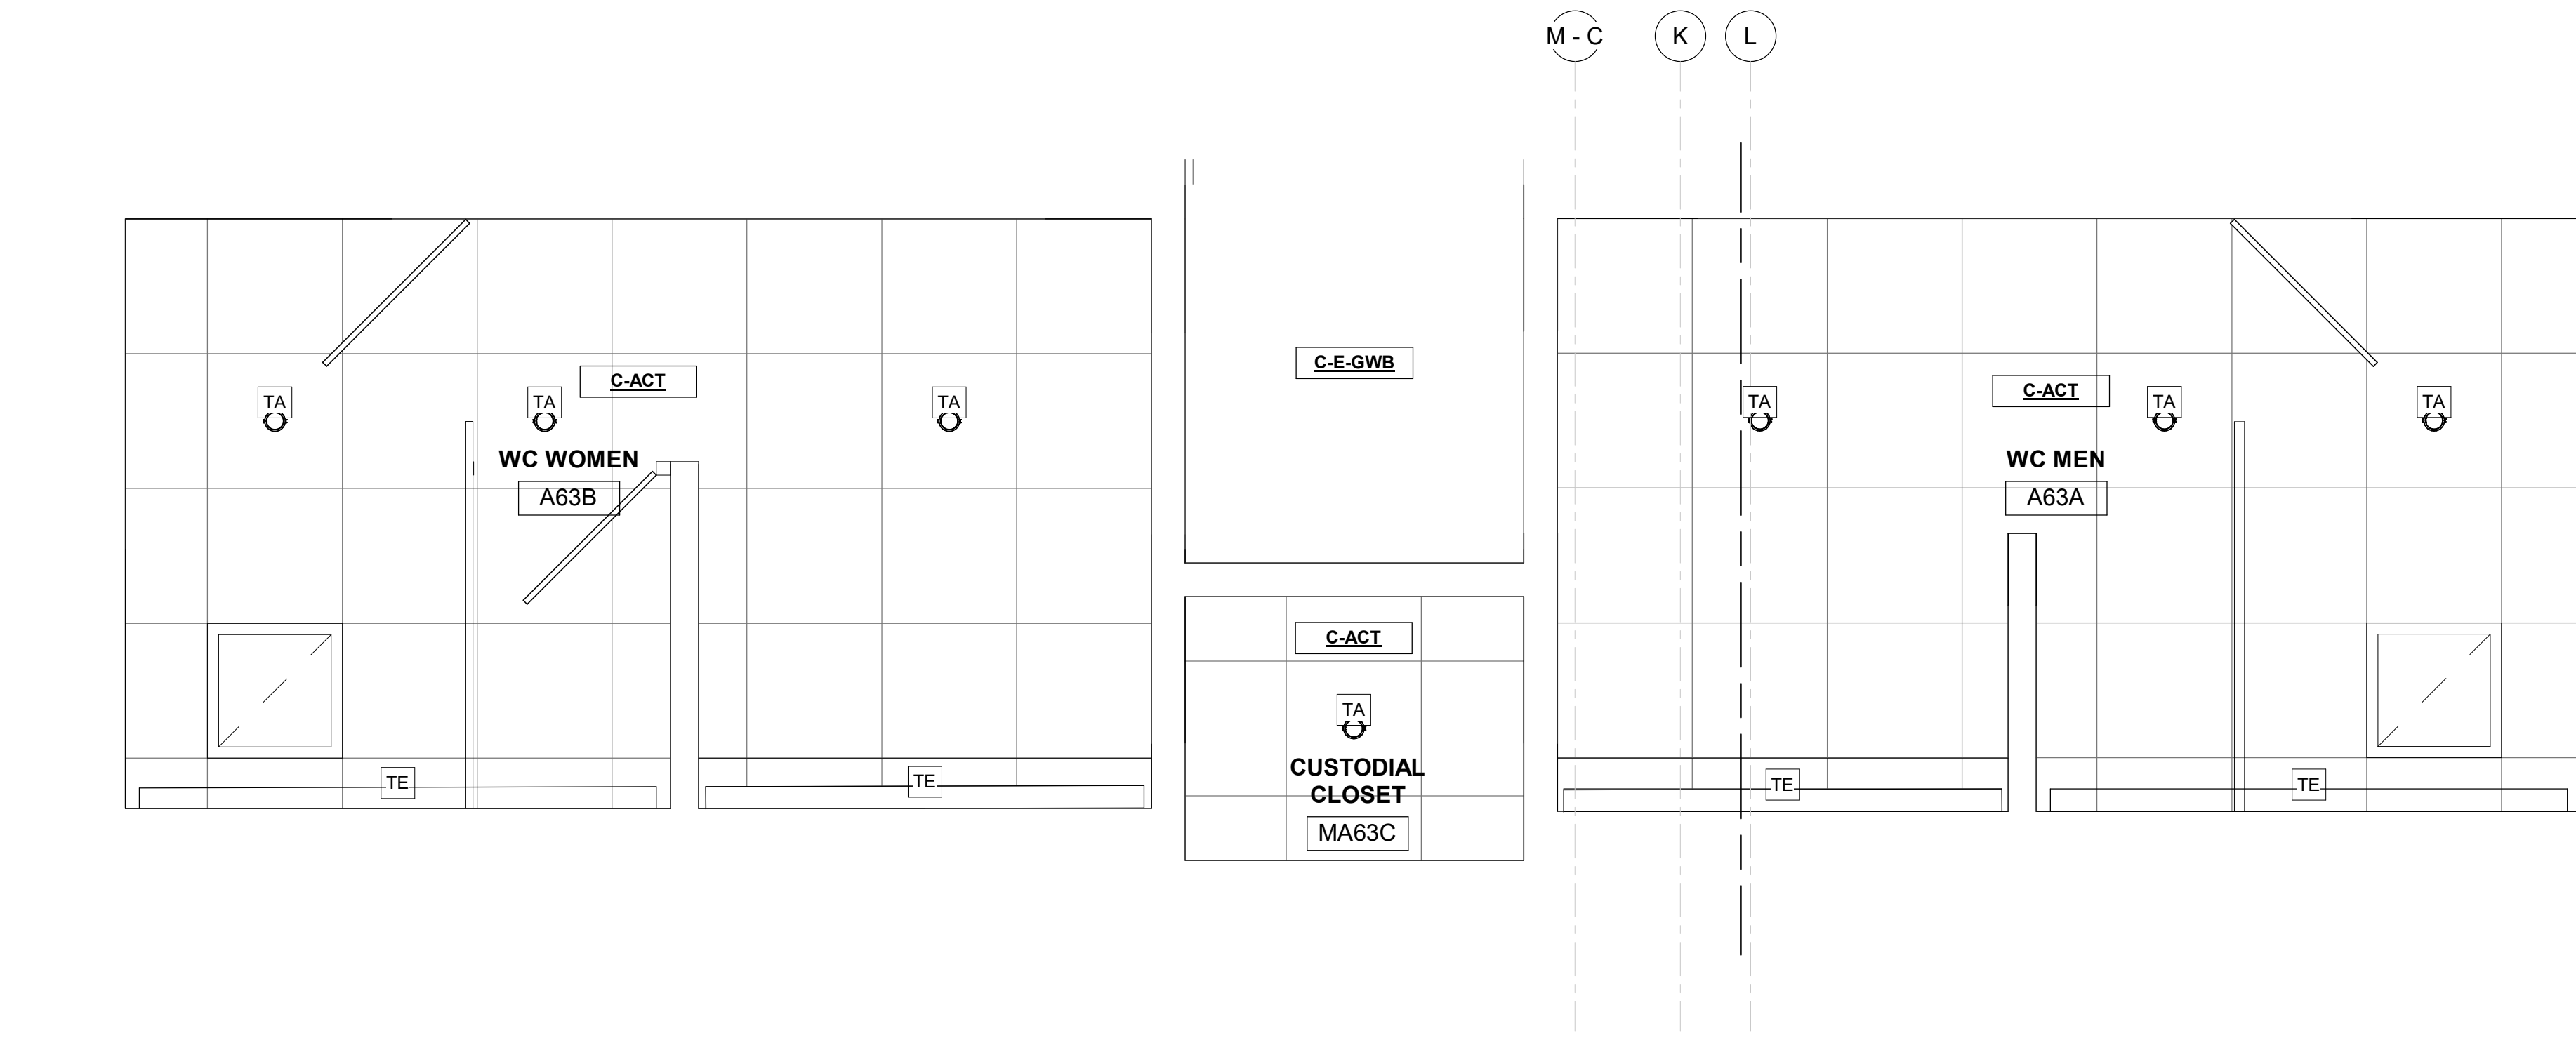 M - C
K
L
C-E-GWB
C-ACT
C-ACT
TA
TA
TA
TA
TA
TA
WC WOMEN
A63B
WC MEN
A63A
C-ACT
TA
CUSTODIAL
CLOSET
MA63C
TE
TE
TE
TE